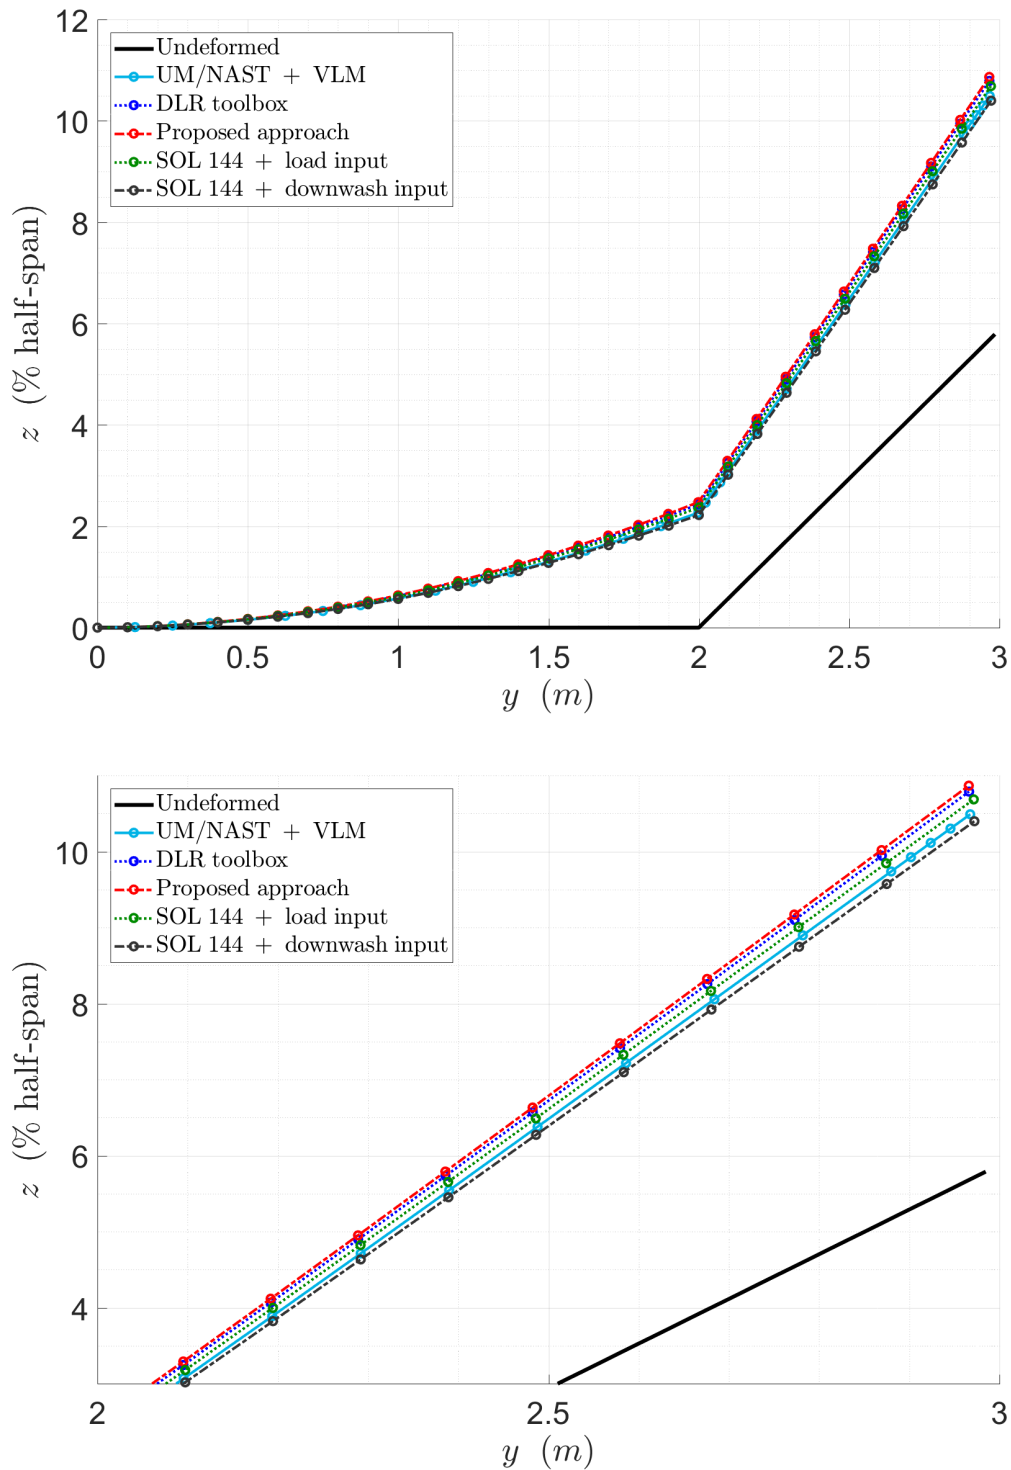 12
10
8
6
4
2
0
z (% half-span)
Undeformed
UM/NAST + VLM
DLR toolbox
Proposed approach
SOL 144 + load input
SOL 144 + downwash input
0 0.5 1 1.5 2 2.5 3
y (m)
10
8
6
4
z (% half-span)
Undeformed
UM/NAST + VLM
DLR toolbox
Proposed approach
SOL 144 + load input
SOL 144 + downwash input
2 2.5 3
y (m)